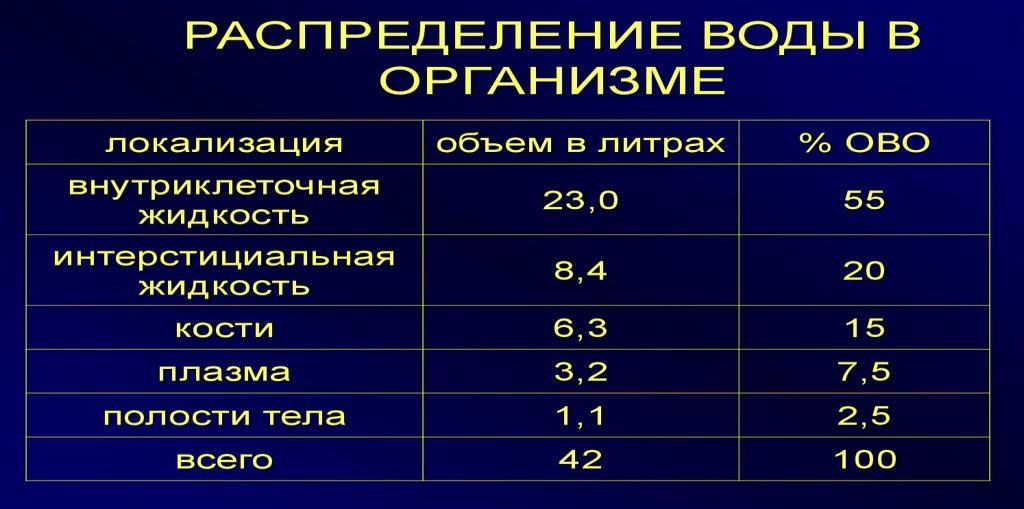 РАСПРЕДЕЛЕНИЕ ВОДЫ В
ОРГАНИЗМЕ
локализация объем в литрах % ОВО
внутриклеточная
жидкость 23,0 55
интерстициальная
жидкость 8,4 20
кости 6,3 15
плазма 3,2 7,5
полости тела 1,1 2,5
всего 42 100